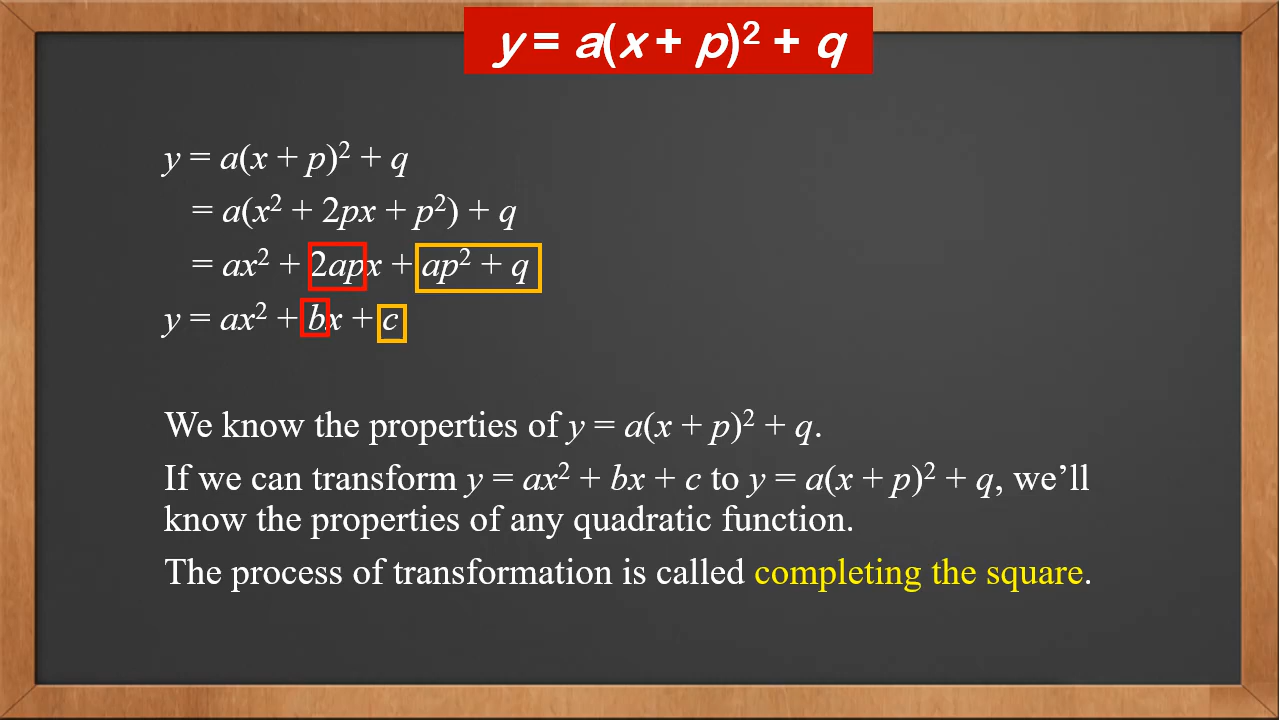 y = a(x + p)² + q
y = a(x + p)² + q
= a(x² + 2px + p²) + q
= ax² + 2apx + ap² + q
y = ax² + bx + c
We know the properties of y = a(x + p)² + q.
If we can transform y = ax² + bx + c to y = a(x + p)² + q, we’ll
know the properties of any quadratic function.
The process of transformation is called completing the square.